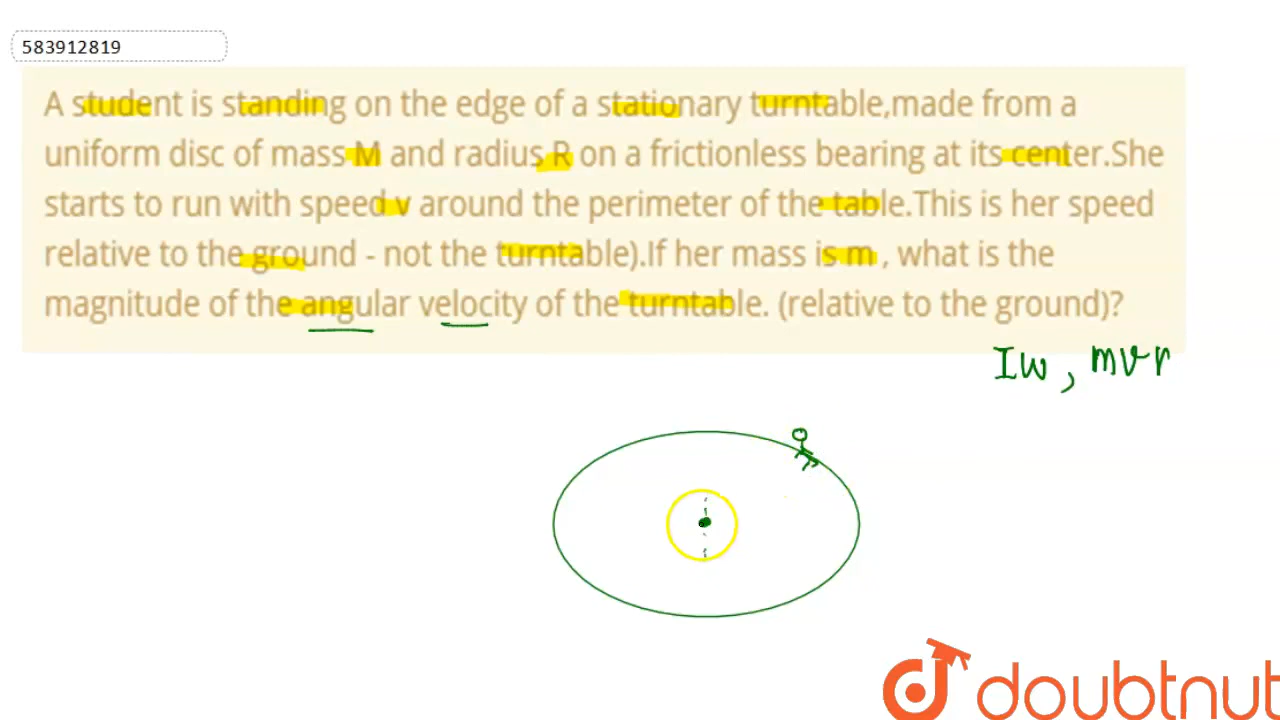 583912819
A student is standing on the edge of a stationary turntable,made from a
uniform disc of mass M and radius R on a frictionless bearing at its center.She
starts to run with speed v around the perimeter of the table.This is her speed
relative to the ground - not the turntable).If her mass is m , what is the
magnitude of the angular velocity of the turntable. (relative to the ground)?
Iω , mvr
doubtnut